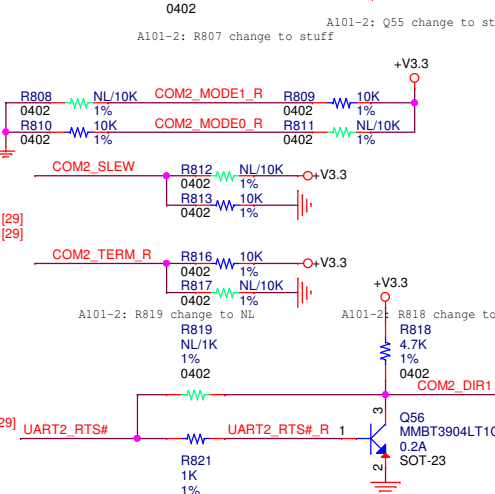 0402
A101-2: Q55 change to st
A101-2: R807 change to stuff
+V3.3
R808 NL/10K COM2_MODE1_R R809 10K
0402 1% 0402 1%
R810 10K COM2_MODE0_R R811 NL/10K
0402 1% 0402 1%
COM2_SLEW R812 NL/10K +V3.3
0402 1%
R813 10K
0402 1%
[29]
[29]
COM2_TERM_R R816 10K +V3.3
0402 1%
R817 NL/10K
0402 1%
+V3.3
A101-2: R819 change to NL A101-2: R818 change to
R819 R818
NL/1K 4.7K
1% 1%
0402 0402
COM2_DIR1
3
Q56
29] UART2_RTS# UART2_RTS#_R 1 MMBT3904LT1G
0.2A
R821 2 SOT-23
1K
1%